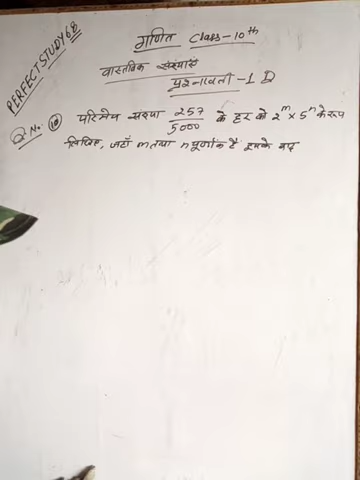 PERFECT STUDY 68
गणित Class-10th
वास्तविक संख्याएं
प्रश्नावली -1 D
Q. No. 10 परिमेय संख्या 257/5000 के हर को 2^m × 5^n के रूप
लिखिए, जहाँ m तथा n पूर्णांक हैं इसके बाद